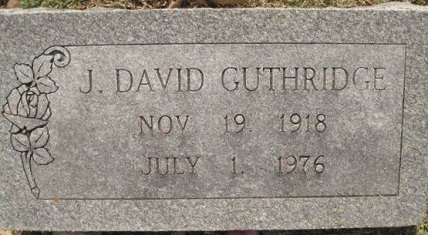 J. DAVID GUTHRIDGE
NOV 19. 1918
JULY 1. 1976